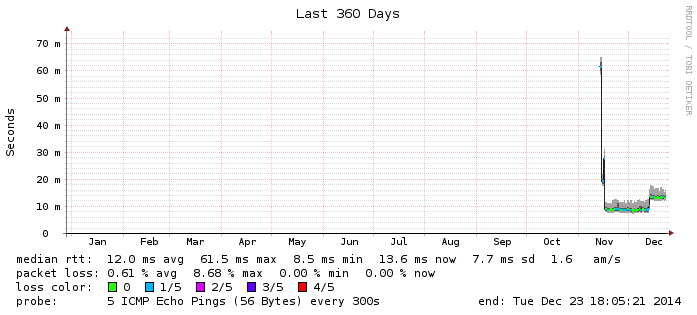 Last 360 Days
RRDTOOL / TOBI OETIKER
Seconds
70 m
60 m
50 m
40 m
30 m
20 m
10 m
0
Jan Feb Mar Apr May Jun Jul Aug Sep Oct Nov Dec
median rtt: 12.0 ms avg 61.5 ms max 8.5 ms min 13.6 ms now 7.7 ms sd 1.6 am/s
packet loss: 0.61 % avg 8.68 % max 0.00 % min 0.00 % now
loss color: 0 1/5 2/5 3/5 4/5
probe: 5 ICMP Echo Pings (56 Bytes) every 300s end: Tue Dec 23 18:05:21 2014